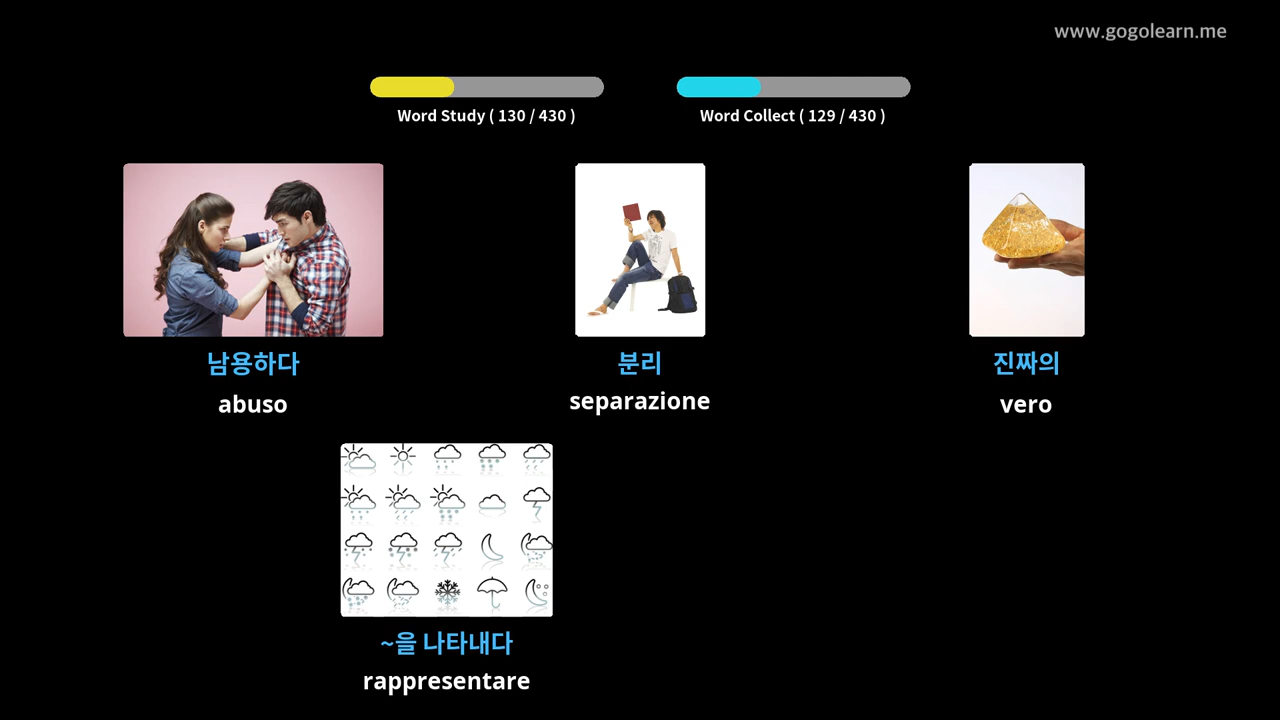 www.gogolearn.me
Word Study ( 130 / 430 )
Word Collect ( 129 / 430 )
남용하다
abuso
분리
separazione
진짜의
vero
~을 나타내다
rappresentare